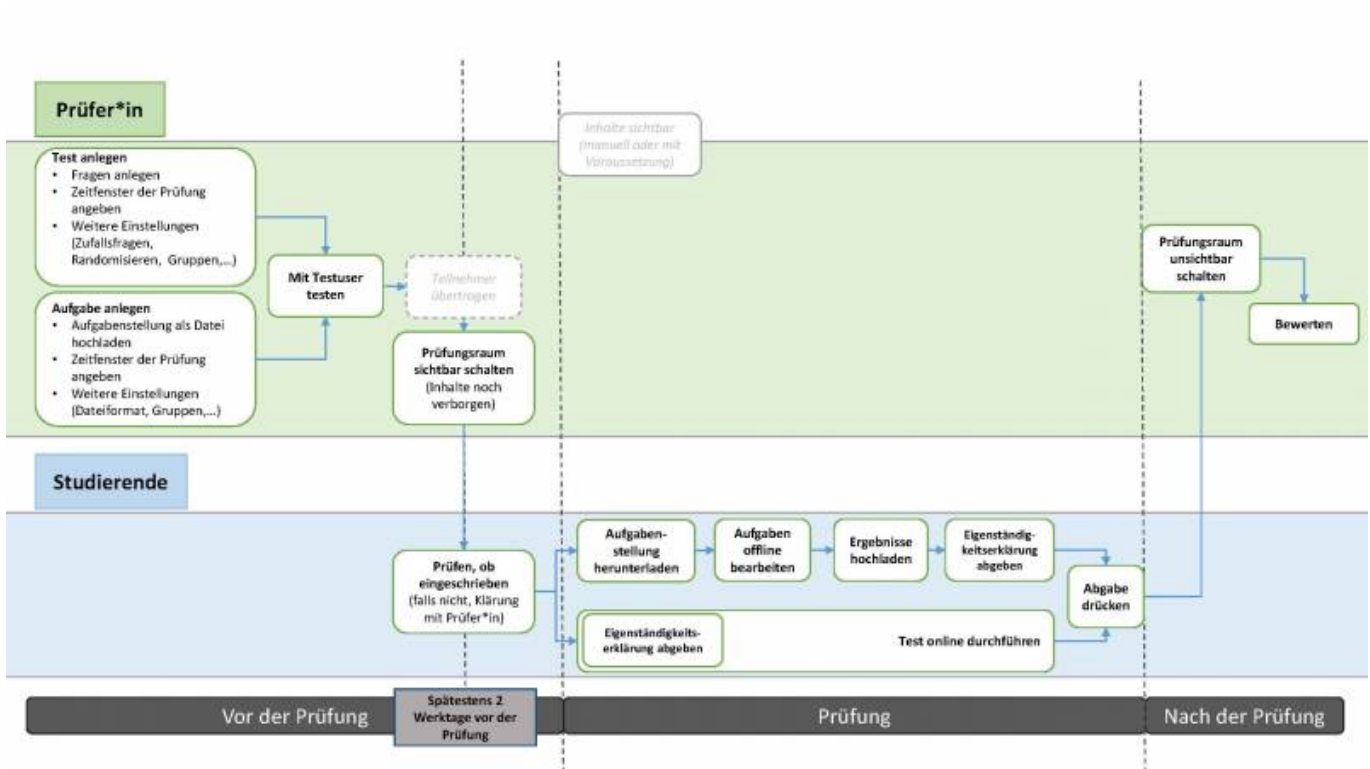 Prüfer*in
Inhalte sichtbar
(manuell oder mit
Voraussetzung)
Test anlegen
• Fragen anlegen
• Zeitfenster der Prüfung
angeben
• Weitere Einstellungen
(Zufallsfragen,
Randomisieren, Gruppen,...)
Aufgabe anlegen
• Aufgabenstellung als Datei
hochladen
• Zeitfenster der Prüfung
angeben
• Weitere Einstellungen
(Dateiformat, Gruppen,...)
Mit Testuser
testen
Teilnehmer
übertragen
Prüfungsraum
sichtbar schalten
(Inhalte noch
verborgen)
Prüfungsraum
unsichtbar
schalten
Bewerten
Studierende
Prüfen, ob
eingeschrieben
(falls nicht, Klärung
mit Prüfer*in)
Aufgaben-
stellung
herunterladen
Aufgaben
offline
bearbeiten
Ergebnisse
hochladen
Eigenständig-
keitserklärung
abgeben
Eigenständigkeits-
erklärung abgeben
Test online durchführen
Abgabe
drücken
Vor der Prüfung
Spätestens 2
Werktage vor der
Prüfung
Prüfung
Nach der Prüfung